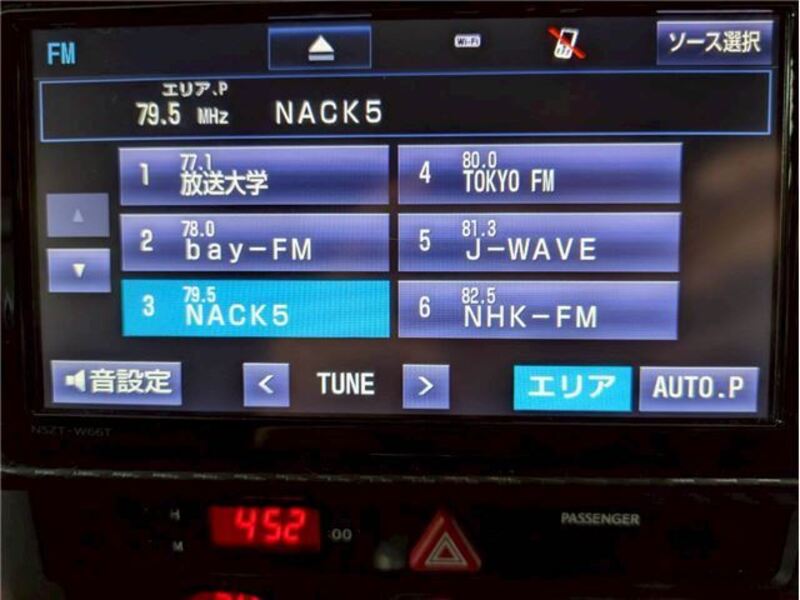 FM
Wi-Fi
ソース選択
エリア.P
79.5 MHz NACK5
1 77.1
放送大学
4 80.0
TOKYO FM
2 78.0
bay-FM
5 81.3
J-WAVE
3 79.5
NACK5
6 82.5
NHK-FM
音設定
< TUNE >
エリア
AUTO.P
NSZT-W66T
H
4:52
:00
M
PASSENGER